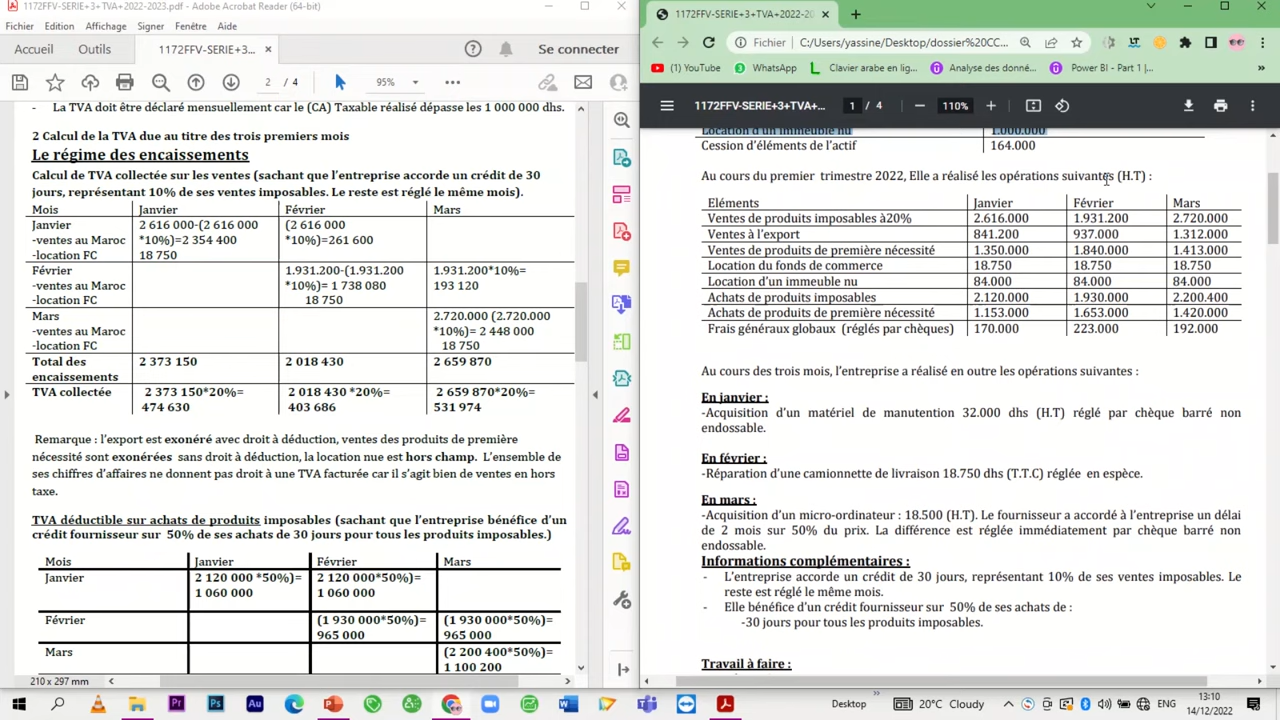 1172FFV-SERIE+3+TVA+2022-2023.pdf - Adobe Acrobat Reader (64-bit)
Fichier Edition Affichage Signer Fenêtre Aide
Accueil Outils 1172FFV-SERIE+3... × Se connecter
2 / 4 95%
- La TVA doit être déclaré mensuellement car le (CA) Taxable réalisé dépasse les 1 000 000 dhs.
2 Calcul de la TVA due au titre des trois premiers mois
Le régime des encaissements
Calcul de TVA collectée sur les ventes (sachant que l'entreprise accorde un crédit de 30
jours, représentant 10% de ses ventes imposables. Le reste est réglé le même mois).
Mois Janvier Février Mars
Janvier 2 616 000-(2 616 000 (2 616 000
-ventes au Maroc *10%)=2 354 400 *10%)=261 600
-location FC 18 750
Février 1.931.200-(1.931.200 1.931.200*10%=
-ventes au Maroc *10%)= 1 738 080 193 120
-location FC 18 750
Mars 2.720.000 (2.720.000
-ventes au Maroc *10%)= 2 448 000
-location FC 18 750
Total des 2 373 150 2 018 430 2 659 870
encaissements
TVA collectée 2 373 150*20%= 2 018 430 *20%= 2 659 870*20%=
474 630 403 686 531 974
Remarque : l'export est exonéré avec droit à déduction, ventes des produits de première
nécessité sont exonérées sans droit à déduction, la location nue est hors champ. L'ensemble de
ses chiffres d'affaires ne donnent pas droit à une TVA facturée car il s'agit bien de ventes en hors
taxe.
TVA déductible sur achats de produits imposables (sachant que l'entreprise bénéfice d'un
crédit fournisseur sur 50% de ses achats de 30 jours pour tous les produits imposables.)
Mois Janvier Février Mars
Janvier 2 120 000 *50%)= 2 120 000 *50%)=
1 060 000 1 060 000
Février (1 930 000*50%)= (1 930 000*50%)=
965 000 965 000
Mars (2 200 400*50%)=
1 100 200
210 x 297 mm
1172FFV-SERIE+3+TVA+2022-20 ×
Fichier C:/Users/yassine/Desktop/dossier%20CC...
(1) YouTube WhatsApp Clavier arabe en lig... Analyse des donné... Power BI - Part 1 |... »
1172FFV-SERIE+3+TVA+... 1 / 4 110%
Location d'un immeuble nu 1.000.000
Cession d'éléments de l'actif 164.000
Au cours du premier trimestre 2022, Elle a réalisé les opérations suivantes (H.T) :
Eléments Janvier Février Mars
Ventes de produits imposables à20% 2.616.000 1.931.200 2.720.000
Ventes à l'export 841.200 937.000 1.312.000
Ventes de produits de première nécessité 1.350.000 1.840.000 1.413.000
Location du fonds de commerce 18.750 18.750 18.750
Location d'un immeuble nu 84.000 84.000 84.000
Achats de produits imposables 2.120.000 1.930.000 2.200.400
Achats de produits de première nécessité 1.153.000 1.653.000 1.420.000
Frais généraux globaux (réglés par chèques) 170.000 223.000 192.000
Au cours des trois mois, l'entreprise a réalisé en outre les opérations suivantes :
En janvier :
-Acquisition d'un matériel de manutention 32.000 dhs (H.T) réglé par chèque barré non
endossable.
En février :
-Réparation d'une camionnette de livraison 18.750 dhs (T.T.C) réglée en espèce.
En mars :
-Acquisition d'un micro-ordinateur : 18.500 (H.T). Le fournisseur a accordé à l'entreprise un délai
de 2 mois sur 50% du prix. La différence est réglée immédiatement par chèque barré non
endossable.
Informations complémentaires :
- L'entreprise accorde un crédit de 30 jours, représentant 10% de ses ventes imposables. Le
reste est réglé le même mois.
- Elle bénéficie d'un crédit fournisseur sur 50% de ses achats de :
-30 jours pour tous les produits imposables.
Travail à faire :
Desktop » 20°C Cloudy ENG 13:10
14/12/2022